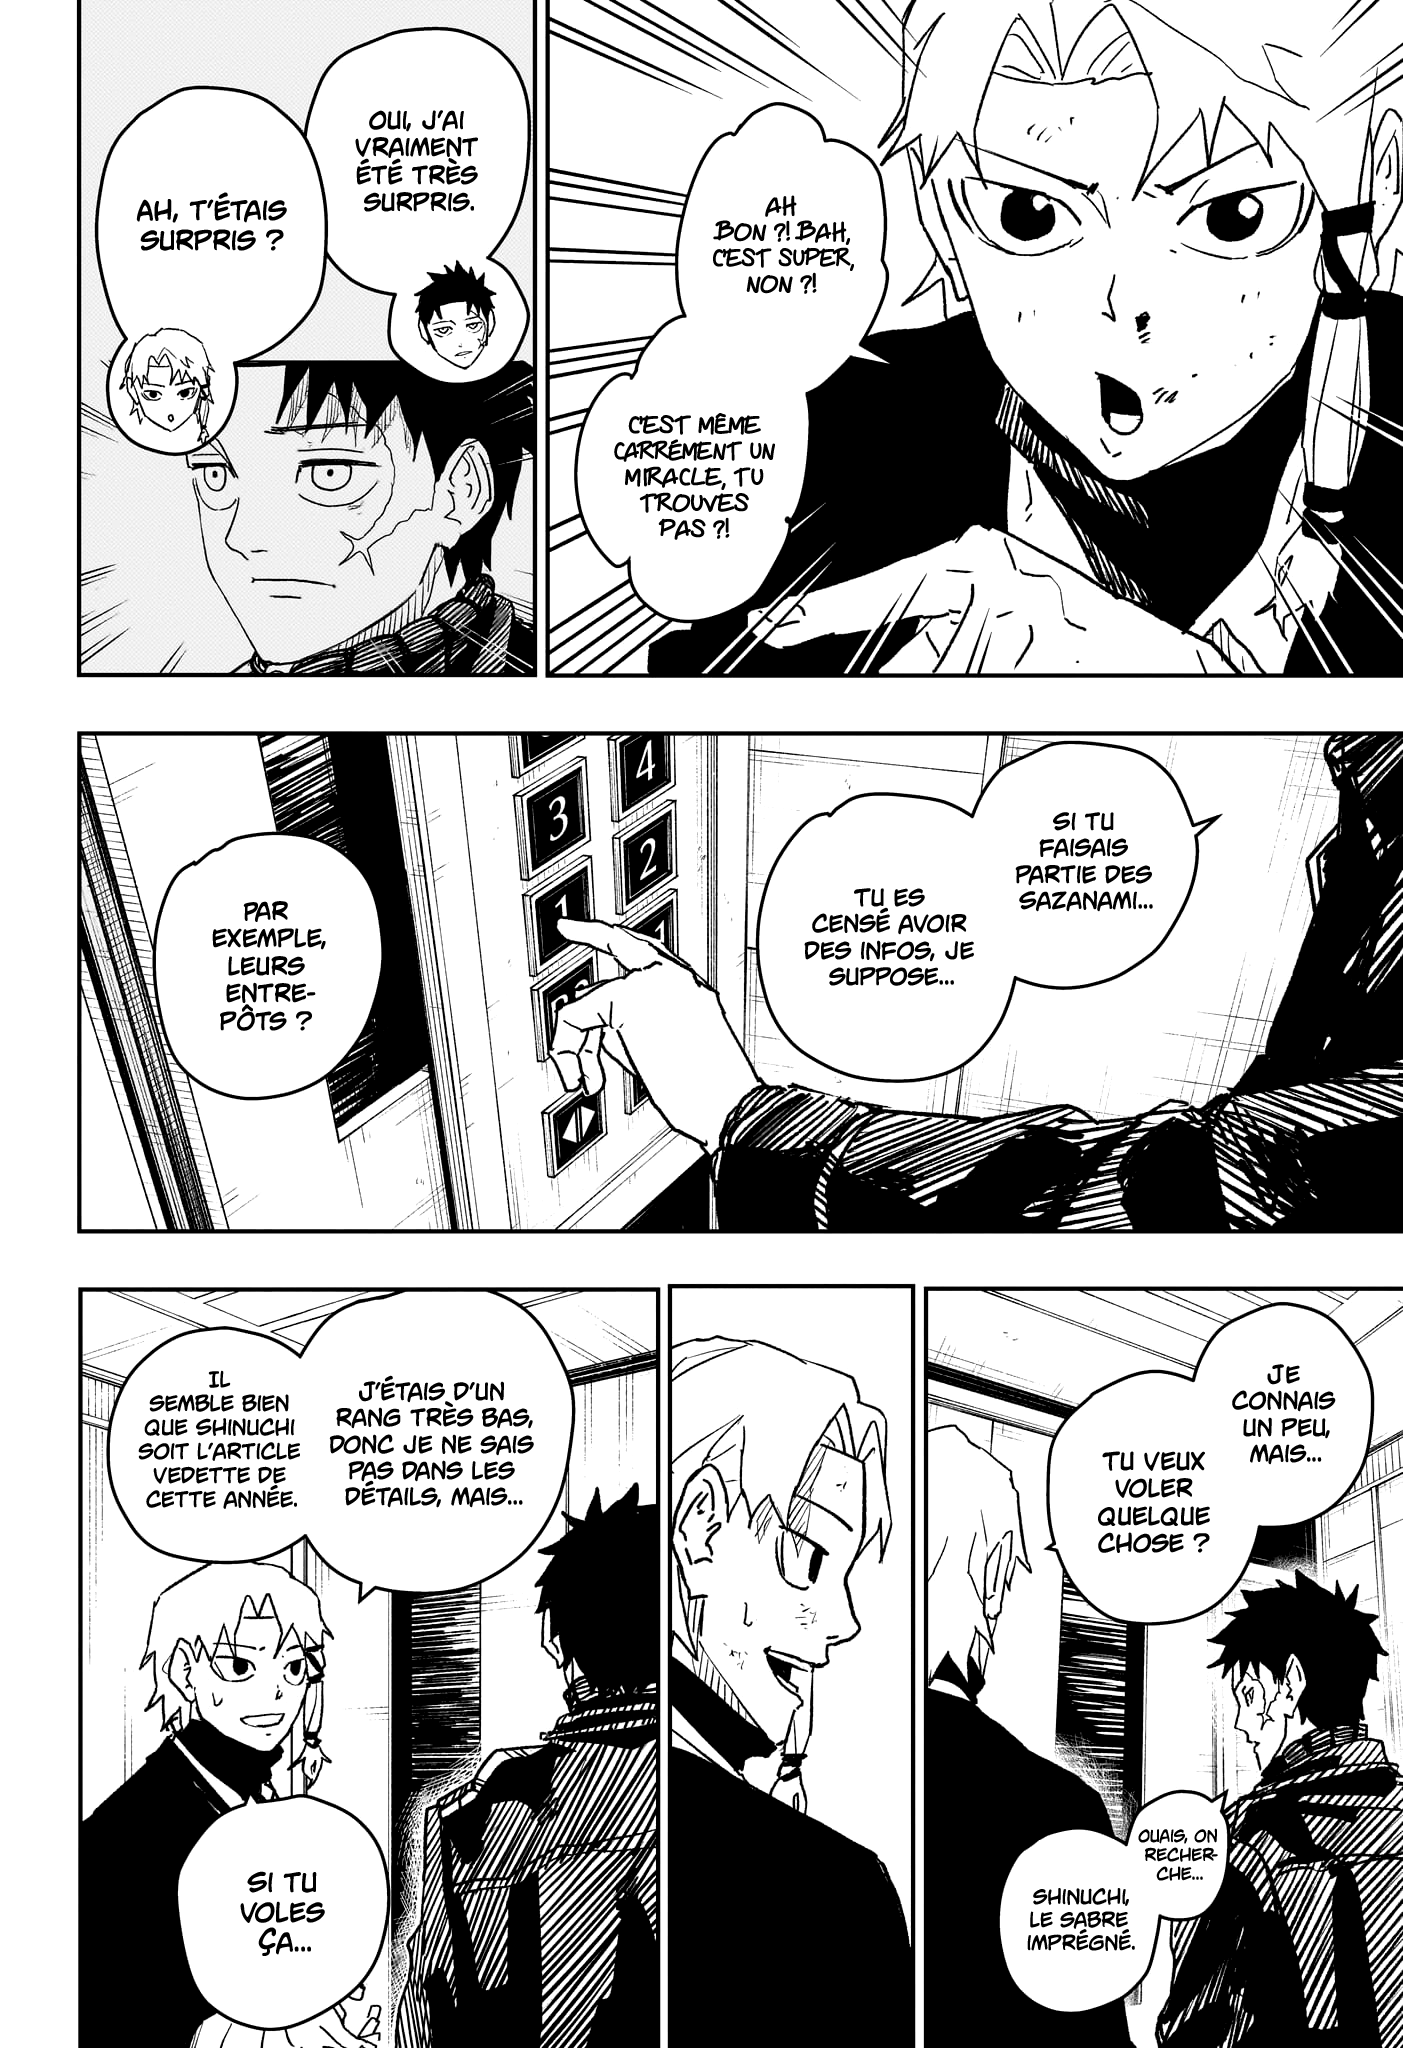 AH
BON ?! BAH,
C'EST SUPER,
NON ?!
C'EST MÊME
CARRÉMENT UN
MIRACLE, TU
TROUVES
PAS ?!
OUI, J'AI
VRAIMENT
ÉTÉ TRÈS
SURPRIS.
AH, T'ÉTAIS
SURPRIS ?
SI TU
FAISAIS
PARTIE DES
SAZANAMI...
TU ES
CENSÉ AVOIR
DES INFOS, JE
SUPPOSE...
4
3
2
1
PAR
EXEMPLE,
LEURS
ENTRE-
PÔTS ?
JE
CONNAIS
UN PEU,
MAIS...
TU VEUX
VOLER
QUELQUE
CHOSE ?
OUAIS, ON
RECHER-
CHE...
SHINUCHI,
LE SABRE
IMPRÉGNÉ.
J'ÉTAIS D'UN
RANG TRÈS BAS,
DONC JE NE SAIS
PAS DANS LES
DÉTAILS, MAIS...
IL
SEMBLE BIEN
QUE SHINUCHI
SOIT L'ARTICLE
VEDETTE DE
CETTE ANNÉE.
SI TU
VOLES
ÇA...